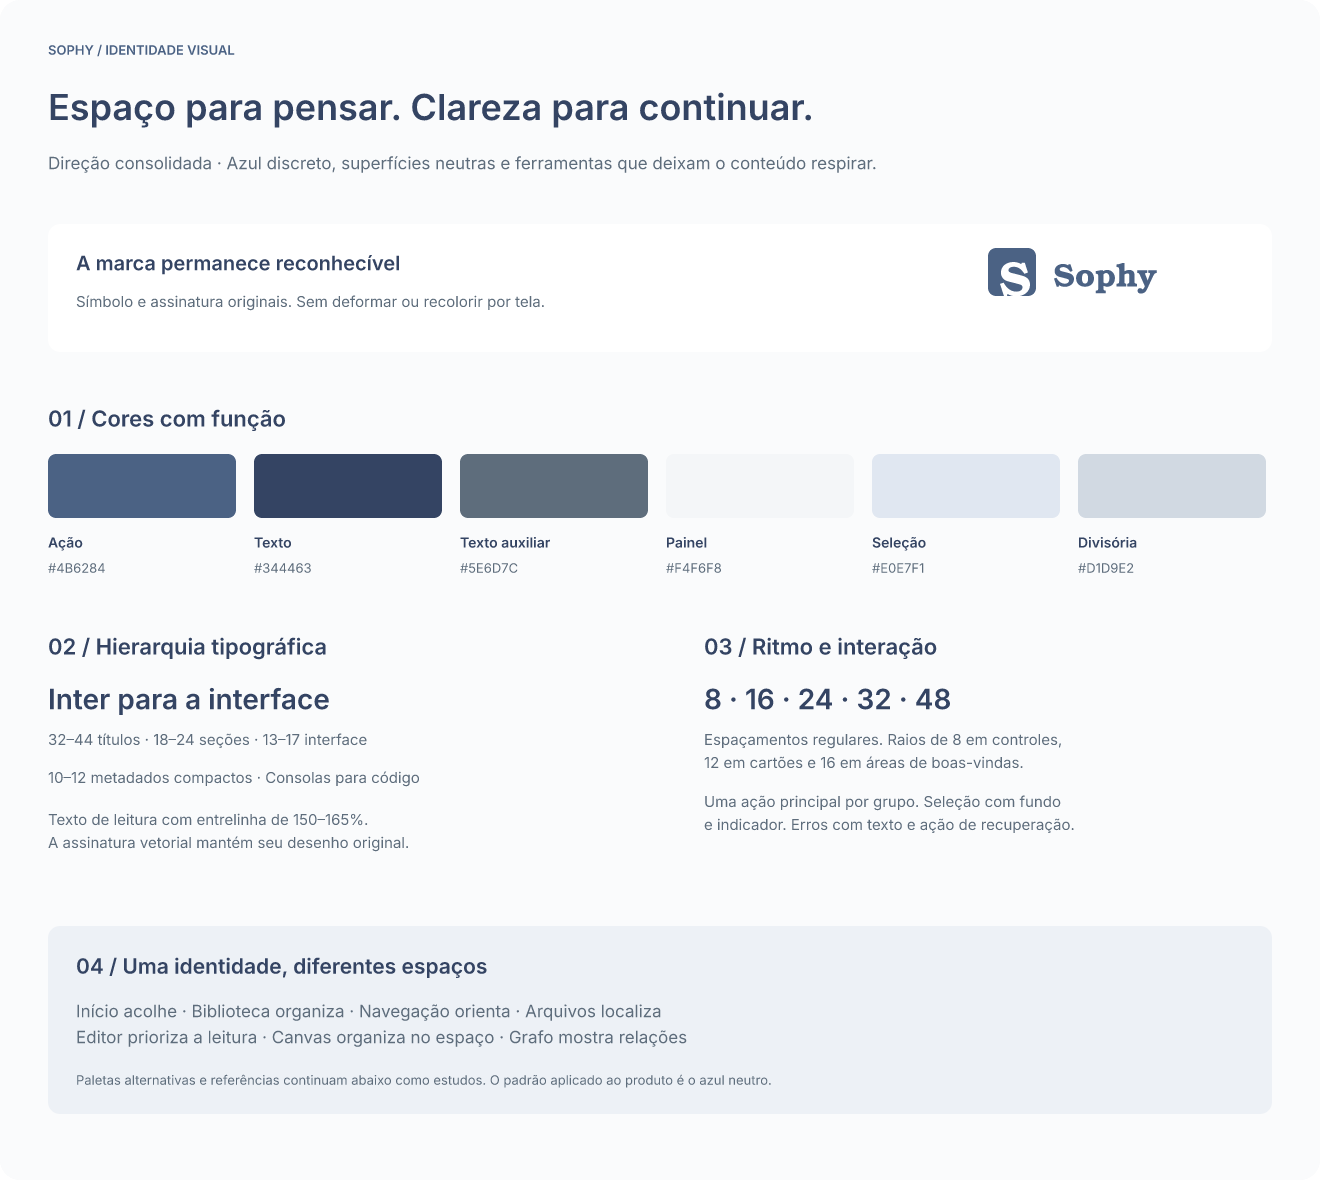 SOPHY / IDENTIDADE VISUAL
Espaço para pensar. Clareza para continuar.
Direção consolidada · Azul discreto, superfícies neutras e ferramentas que deixam o conteúdo respirar.
A marca permanece reconhecível
Símbolo e assinatura originais. Sem deformar ou recolorir por tela.
S Sophy
01 / Cores com função
Ação
#4B6284
Texto
#344463
Texto auxiliar
#5E6D7C
Painel
#F4F6F8
Seleção
#E0E7F1
Divisória
#D1D9E2
02 / Hierarquia tipográfica
Inter para a interface
32–44 títulos · 18–24 seções · 13–17 interface
10–12 metadados compactos · Consolas para código
Texto de leitura com entrelinha de 150–165%.
A assinatura vetorial mantém seu desenho original.
03 / Ritmo e interação
8 · 16 · 24 · 32 · 48
Espaçamentos regulares. Raios de 8 em controles,
12 em cartões e 16 em áreas de boas-vindas.
Uma ação principal por grupo. Seleção com fundo
e indicador. Erros com texto e ação de recuperação.
04 / Uma identidade, diferentes espaços
Início acolhe · Biblioteca organiza · Navegação orienta · Arquivos localiza
Editor prioriza a leitura · Canvas organiza no espaço · Grafo mostra relações
Paletas alternativas e referências continuam abaixo como estudos. O padrão aplicado ao produto é o azul neutro.